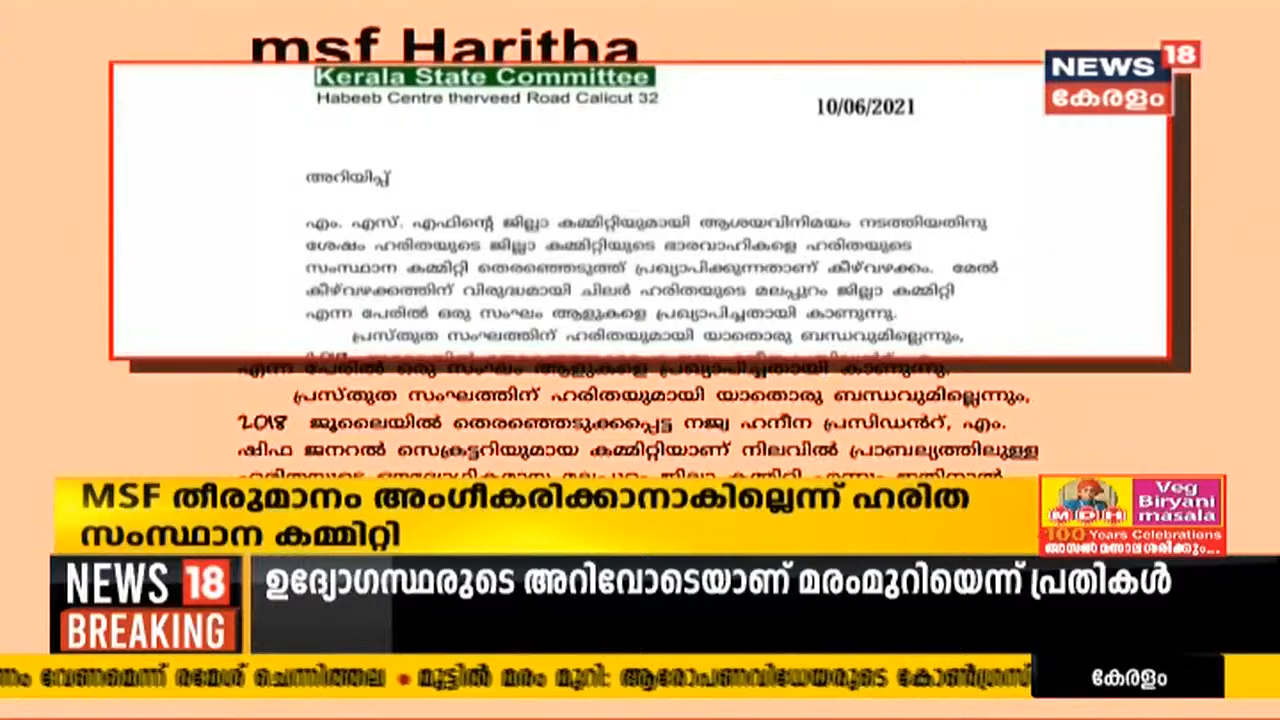 msf Haritha
Kerala State Committee
Habeeb Centre therveed Road Calicut 32
10/06/2021
NEWS 18
കേരളം
അറിയിപ്പ്
എം. എസ്. എഫിന്റെ ജില്ലാ കമ്മിറ്റിയുമായി ആശയവിനിമയം നടത്തിയതിനു
ശേഷം ഹരിതയുടെ ജില്ലാ കമ്മിറ്റിയുടെ ഭാരവാഹികളെ ഹരിതയുടെ
സംസ്ഥാന കമ്മിറ്റി തെരഞ്ഞെടുത്ത് പ്രഖ്യാപിക്കുന്നതാണ് കീഴ്‌വഴക്കം. മേൽ
കീഴ്‌വഴക്കത്തിന് വിരുദ്ധമായി ചിലർ ഹരിതയുടെ മലപ്പുറം ജില്ലാ കമ്മിറ്റി
എന്ന പേരിൽ ഒരു സംഘം ആളുകളെ പ്രഖ്യാപിച്ചതായി കാണുന്നു.
പ്രസ്തുത സംഘത്തിന് ഹരിതയുമായി യാതൊരു ബന്ധവുമില്ലെന്നും,
എന്ന പേരിൽ ഒരു സംഘം ആളുകളെ പ്രഖ്യാപിച്ചതായി കാണുന്നു.
പ്രസ്തുത സംഘത്തിന് ഹരിതയുമായി യാതൊരു ബന്ധവുമില്ലെന്നും,
2018 ജൂലൈയിൽ തെരഞ്ഞെടുക്കപ്പെട്ട നജ്വ ഹനീന പ്രസിഡന്‍റ്, എം.
ഷിഫ ജനറൽ സെക്രട്ടറിയുമായ കമ്മിറ്റിയാണ് നിലവിൽ പ്രാബല്യത്തിലുള്ള
MSF തീരുമാനം അംഗീകരിക്കാനാകില്ലെന്ന് ഹരിത
സംസ്ഥാന കമ്മിറ്റി
MDH
Veg
Biryani
masala
100 Years Celebrations
NEWS 18
BREAKING
ഉദ്യോഗസ്ഥരുടെ അറിവോടെയാണ് മരംമുറിയെന്ന് പ്രതികൾ
വേണമെന്ന് രമേശ് ചെന്നിത്തല • മുട്ടിൽ മരം മുറി: ആരോപണവിധേയരുടെ കോൺഗ്രസ്
കേരളം